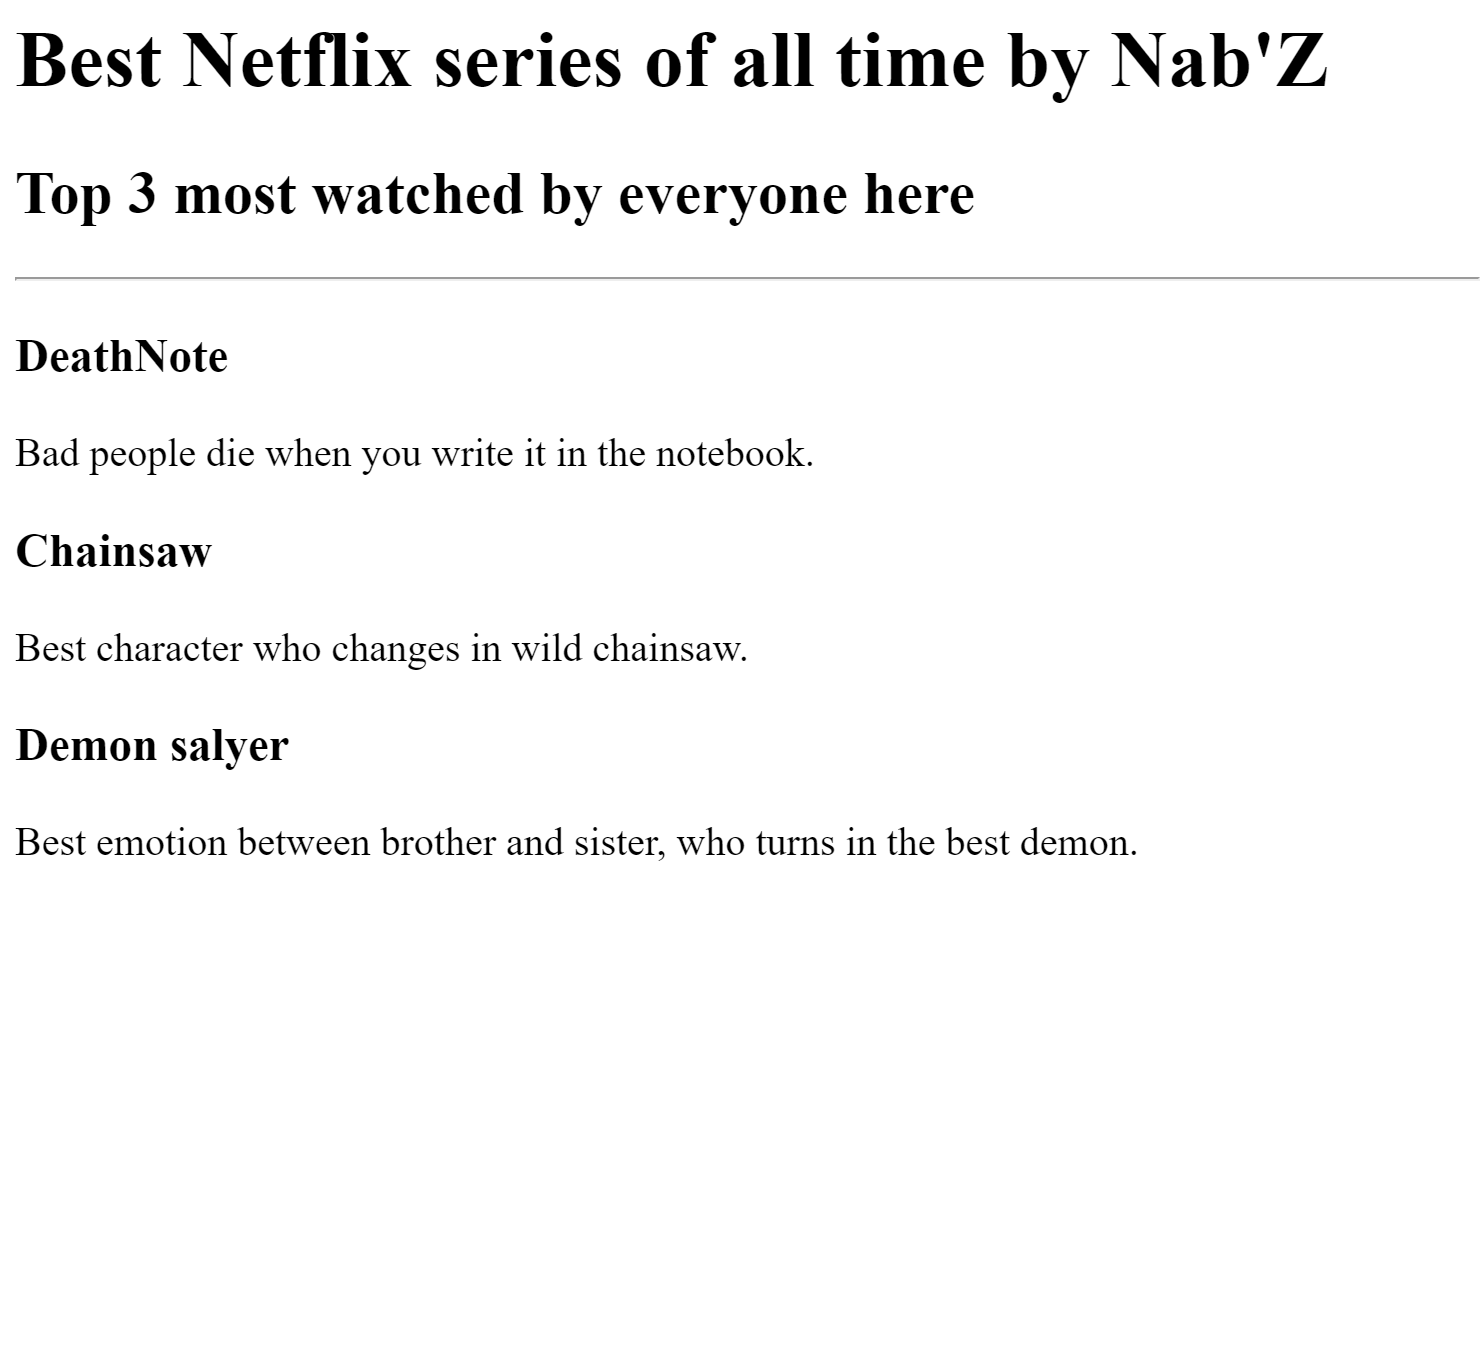 Best Netflix series of all time by Nab'Z
Top 3 most watched by everyone here
DeathNote
Bad people die when you write it in the notebook.
Chainsaw
Best character who changes in wild chainsaw.
Demon salyer
Best emotion between brother and sister, who turns in the best demon.